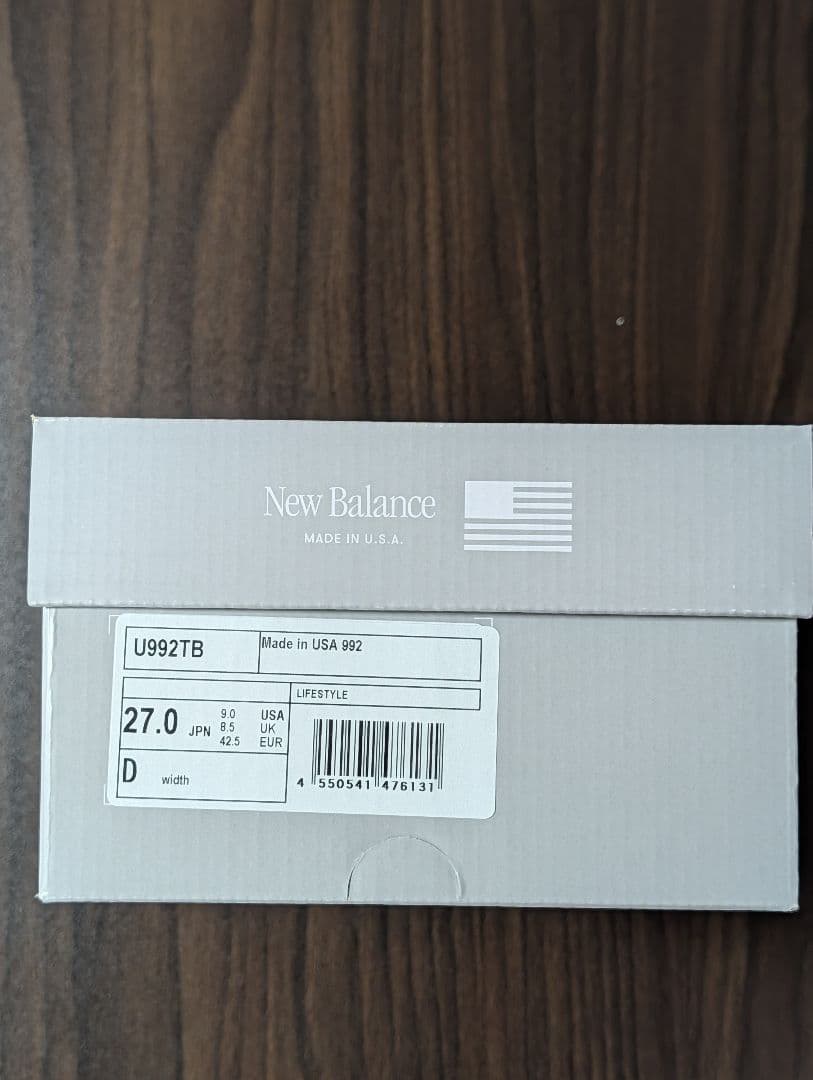 New Balance
MADE IN U.S.A.
U992TB
Made in USA 992
LIFESTYLE
27.0 JPN
9.0 USA
8.5 UK
42.5 EUR
D width
4 550541 476131